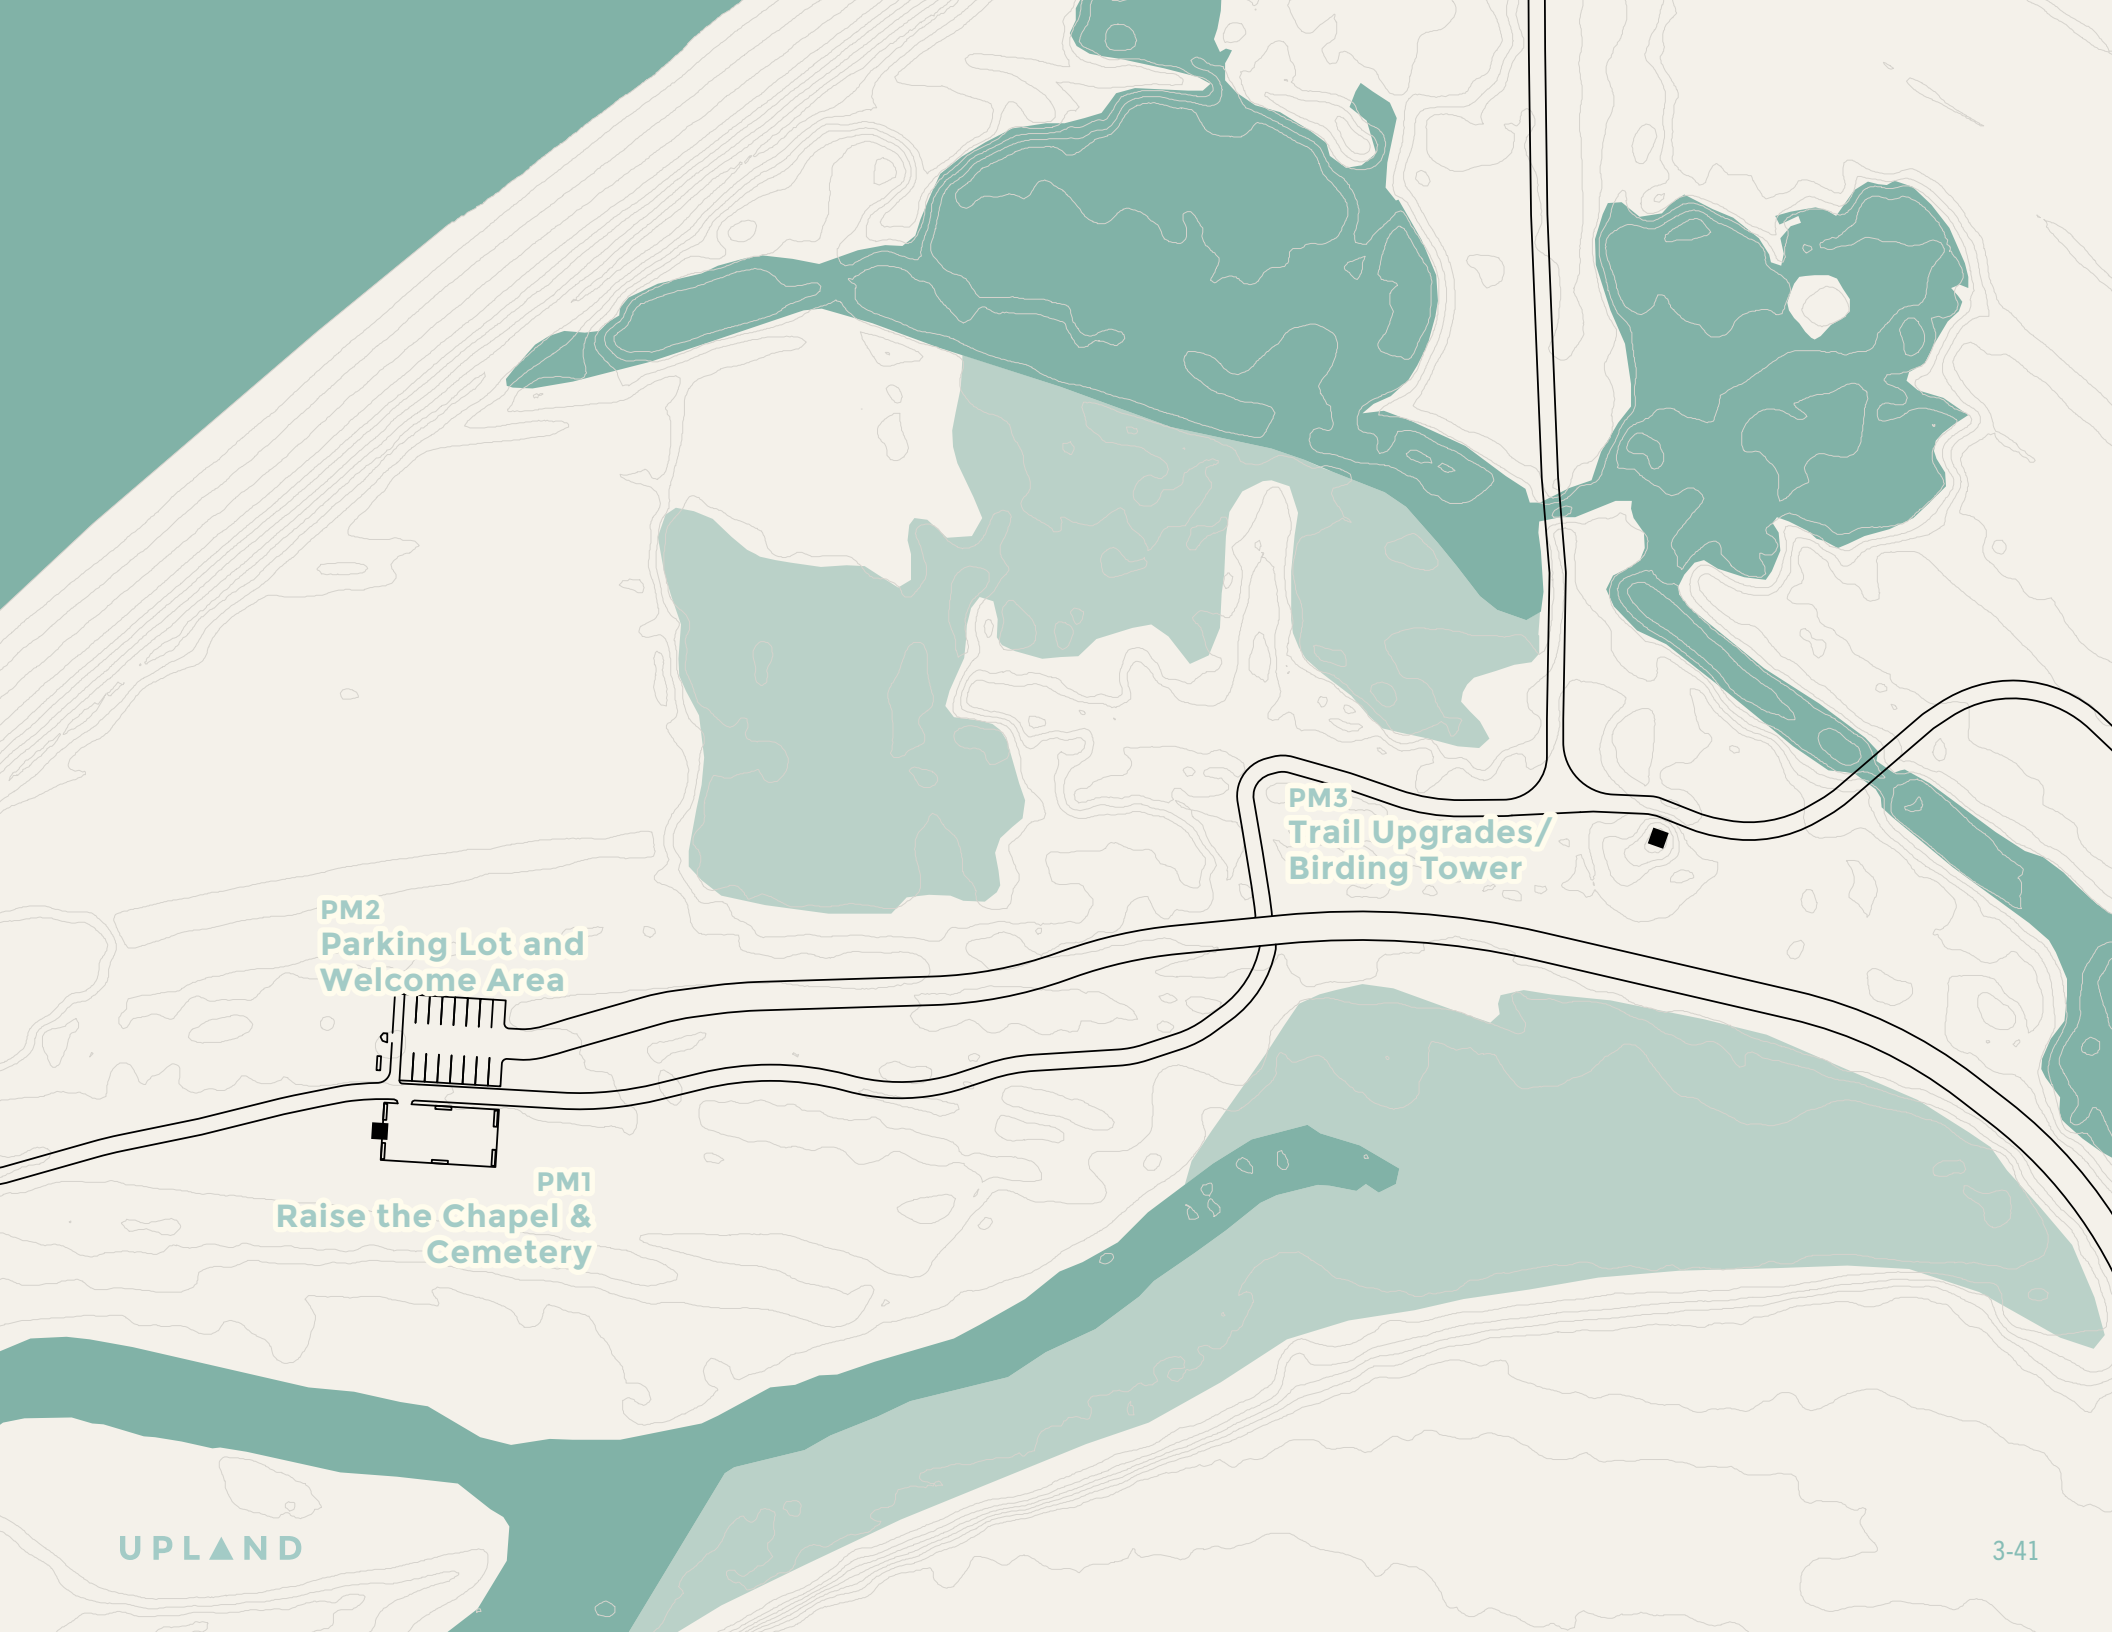 PM3
Trail Upgrades/
Birding Tower
PM2
Parking Lot and
Welcome Area
PM1
Raise the Chapel &
Cemetery
UPLAND
3-41